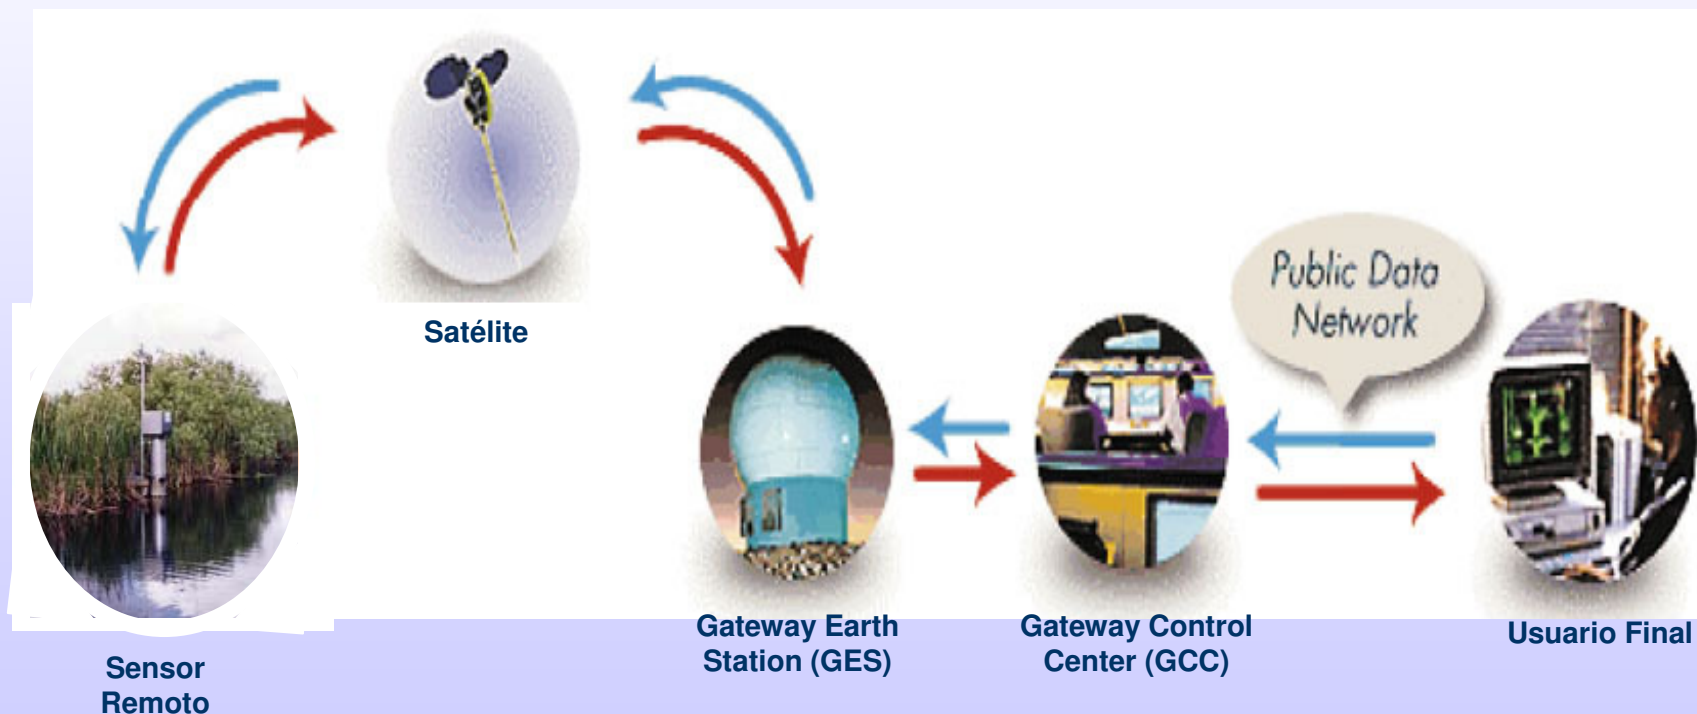 Satélite
Public Data
Network
Sensor
Remoto
Gateway Earth
Station (GES)
Gateway Control
Center (GCC)
Usuario Final